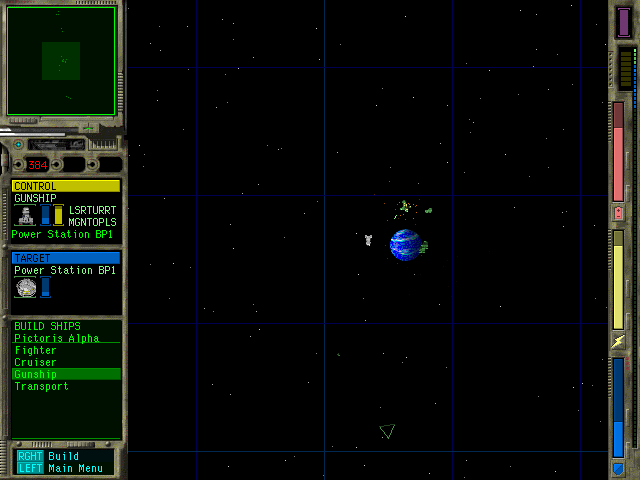 384
CONTROL
GUNSHIP
LSRTURRT
MGNTOPLS
Power Station BP1
TARGET
Power Station BP1
BUILD SHIPS
Pictoris Alpha
Fighter
Cruiser
Gunship
Transport
RGHT Build
LEFT Main Menu